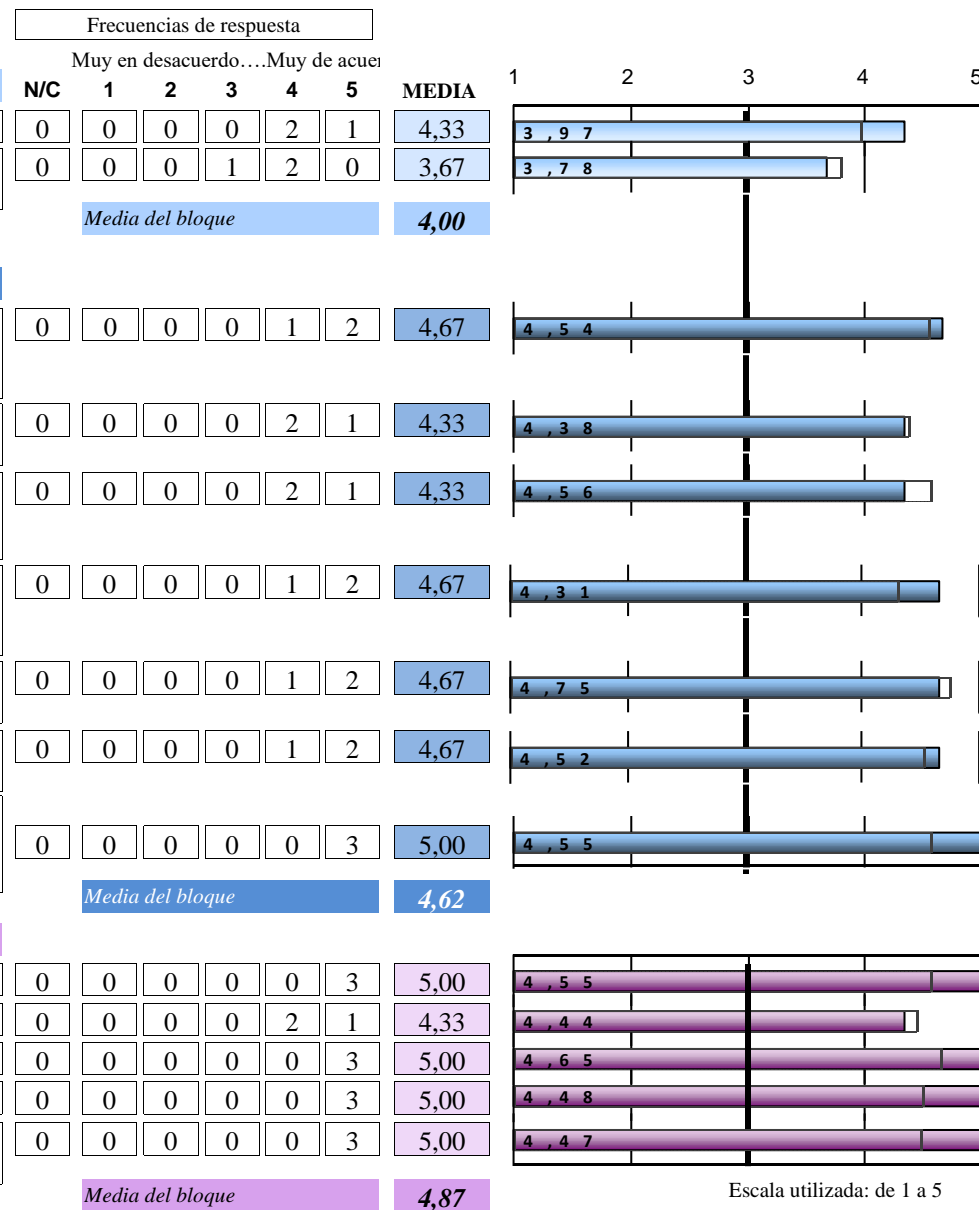 Frecuencias de respuesta
Muy en desacuerdo….Muy de acuer
N/C 1 2 3 4 5 MEDIA 1 2 3 4 5
0 0 0 0 2 1 4,33 3,97
0 0 0 1 2 0 3,67 3,78
Media del bloque 4,00
0 0 0 0 1 2 4,67 4,54
0 0 0 0 2 1 4,33 4,38
0 0 0 0 2 1 4,33 4,56
0 0 0 0 1 2 4,67 4,31
0 0 0 0 1 2 4,67 4,75
0 0 0 0 1 2 4,67 4,52
0 0 0 0 0 3 5,00 4,55
Media del bloque 4,62
0 0 0 0 0 3 5,00 4,55
0 0 0 0 2 1 4,33 4,44
0 0 0 0 0 3 5,00 4,65
0 0 0 0 0 3 5,00 4,48
0 0 0 0 0 3 5,00 4,47
Media del bloque 4,87 Escala utilizada: de 1 a 5